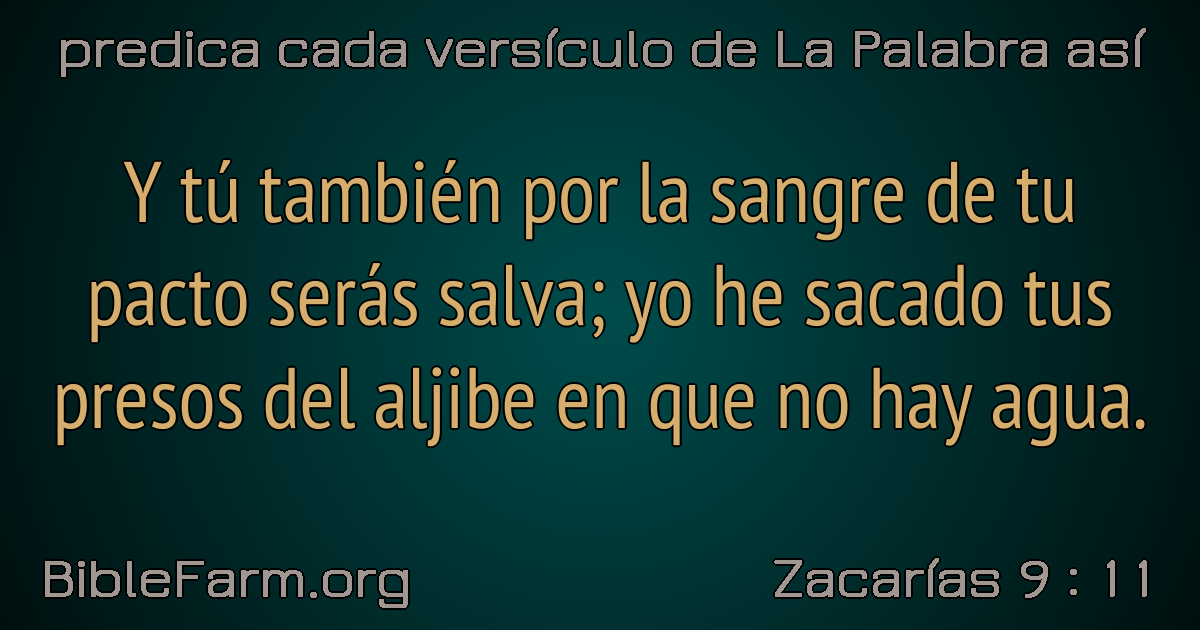 predica cada versículo de La Palabra así
Y tú también por la sangre de tu
pacto serás salva; yo he sacado tus
presos del aljibe en que no hay agua.
BibleFarm.org
Zacarías 9 : 11